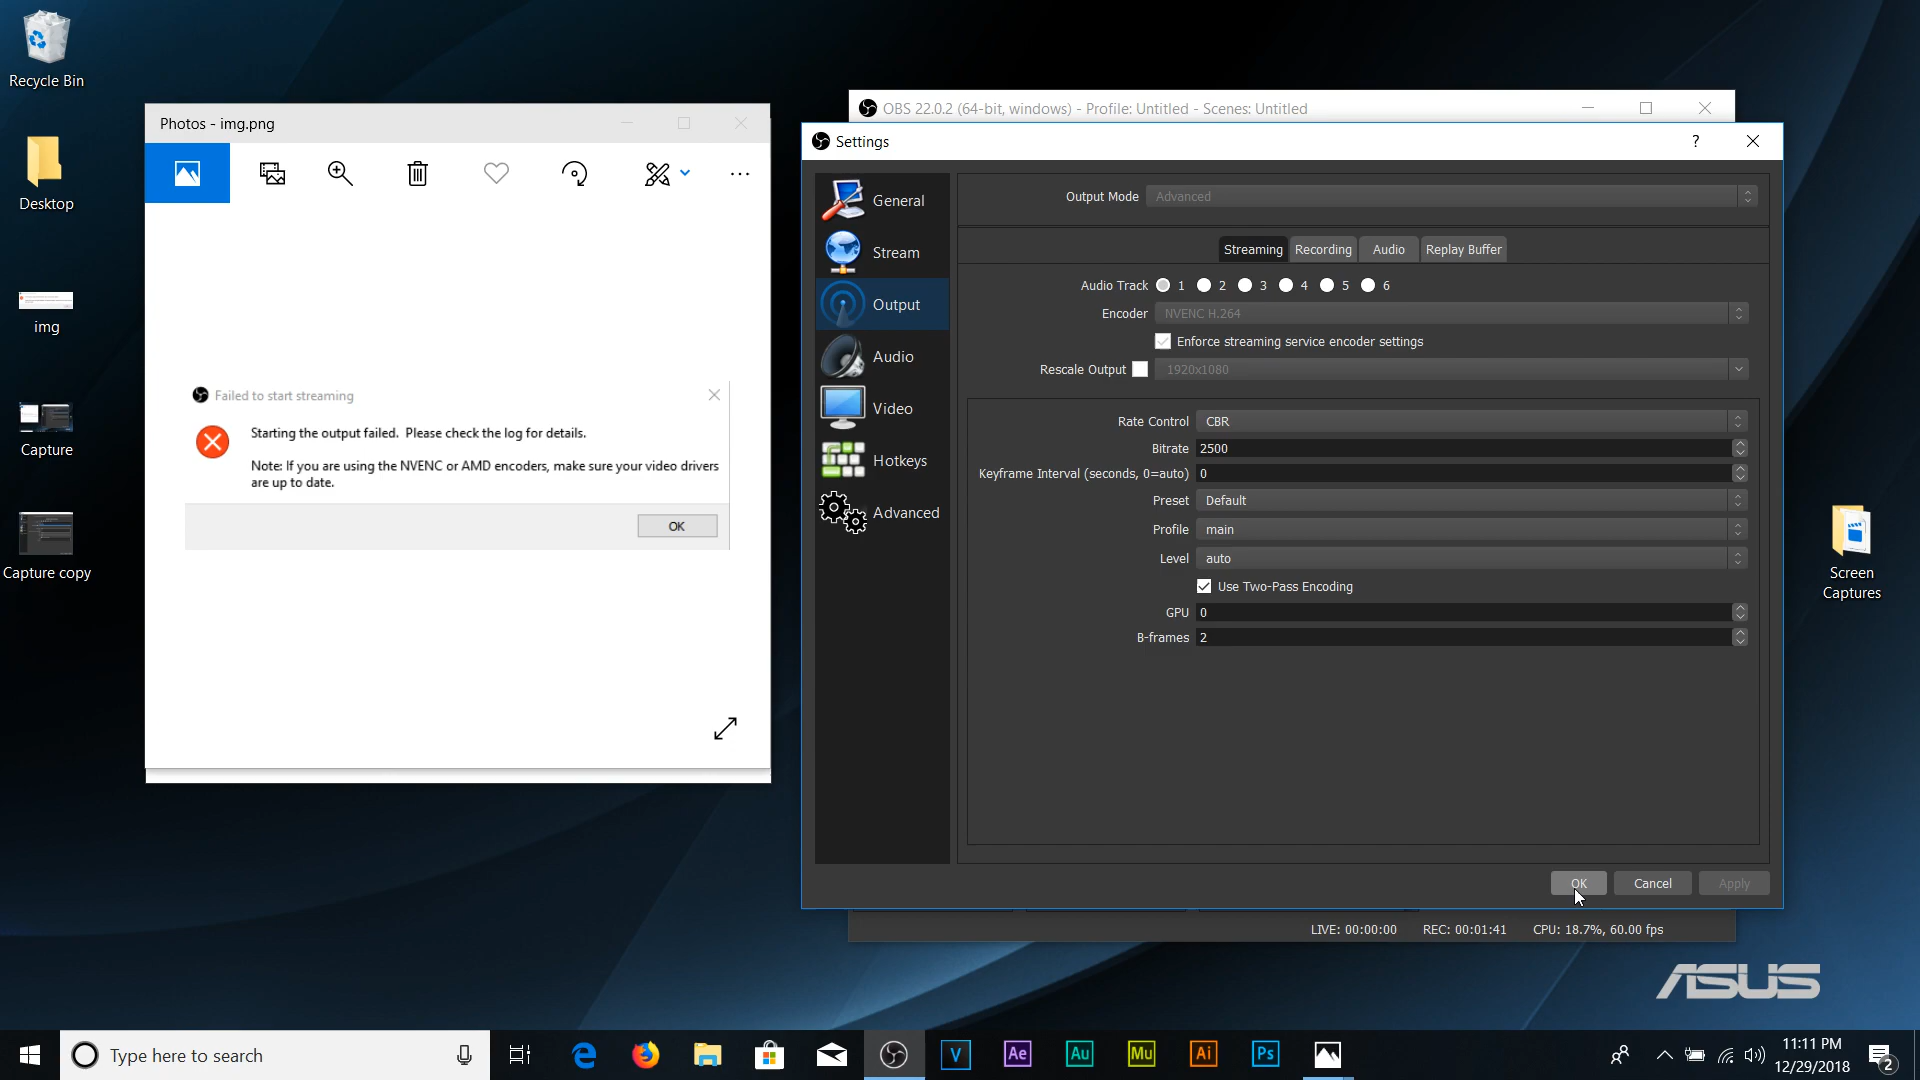 Recycle Bin
Desktop
img
Capture
Capture copy
Photos - img.png
Failed to start streaming
Starting the output failed. Please check the log for details.
Note: If you are using the NVENC or AMD encoders, make sure your video drivers
are up to date.
OK
OBS 22.0.2 (64-bit, windows) - Profile: Untitled - Scenes: Untitled
Settings
?
General
Stream
Output
Audio
Video
Hotkeys
Advanced
Output Mode Advanced
Streaming Recording Audio Replay Buffer
Audio Track 1 2 3 4 5 6
Encoder NVENC H.264
Enforce streaming service encoder settings
Rescale Output 1920x1080
Rate Control CBR
Bitrate 2500
Keyframe Interval (seconds, 0=auto) 0
Preset Default
Profile main
Level auto
Use Two-Pass Encoding
GPU 0
B-frames 2
OK Cancel Apply
LIVE: 00:00:00 REC: 00:01:41 CPU: 18.7%, 60.00 fps
Screen
Captures
ASUS
Type here to search
V Ae Au Mu Ai Ps
11:11 PM
12/29/2018
2